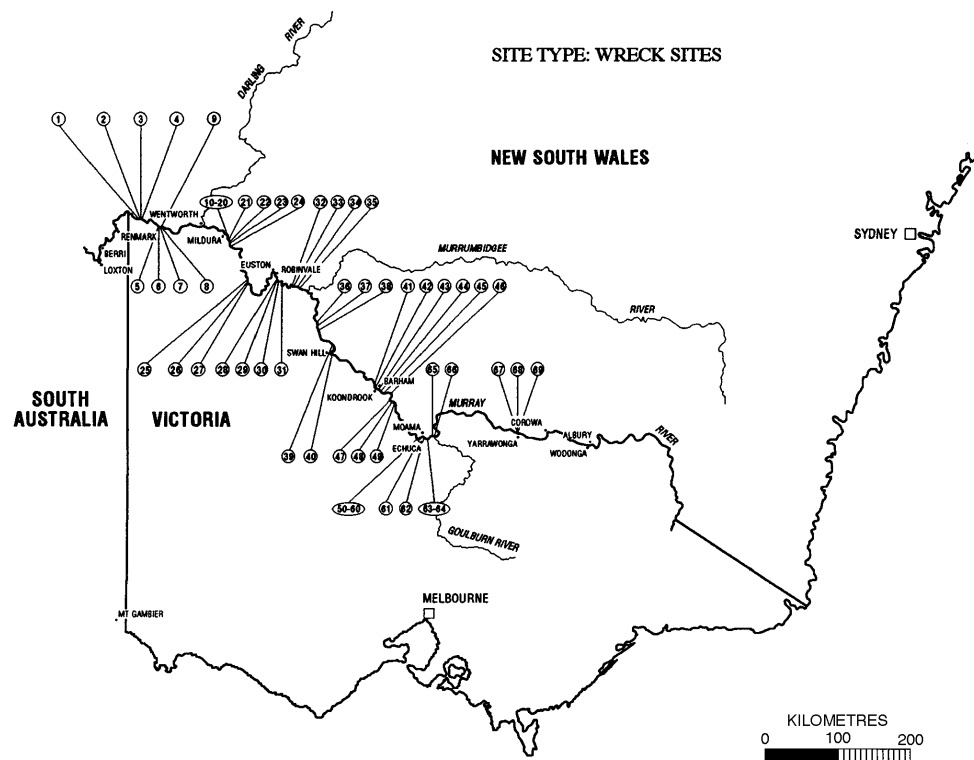 RIVER
DARLING
SITE TYPE: WRECK SITES
1
2
3
4
9
NEW SOUTH WALES
10-20
21
22
23
24
32
33
34
35
WENTWORTH
RENMARK
MILDURA
BERRI
LOXTON
EUSTON
ROBINVALE
MURRUMBIDGEE
RIVER
SYDNEY
5
6
7
8
36
37
38
41
42
43
44
45
46
SWAN HILL
25
26
27
28
29
30
31
BARHAM
KOONDROOK
65
66
67
68
69
SOUTH
AUSTRALIA
VICTORIA
MURRAY
MOAMA
ECHUCA
COROWA
YARRAWONGA
ALBURY
WODONGA
RIVER
39
40
47
48
49
50-60
61
62
63-64
GOULBURN RIVER
MELBOURNE
MT GAMBIER
KILOMETRES
0 100 200